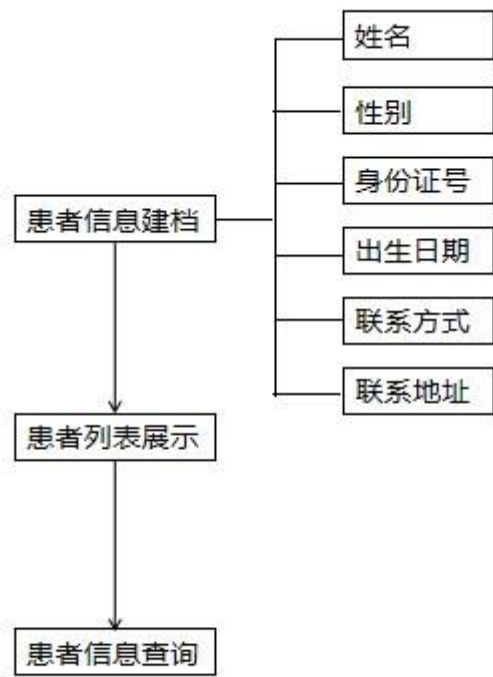 姓名
性别
身份证号
患者信息建档
出生日期
联系方式
联系地址
患者列表展示
患者信息查询